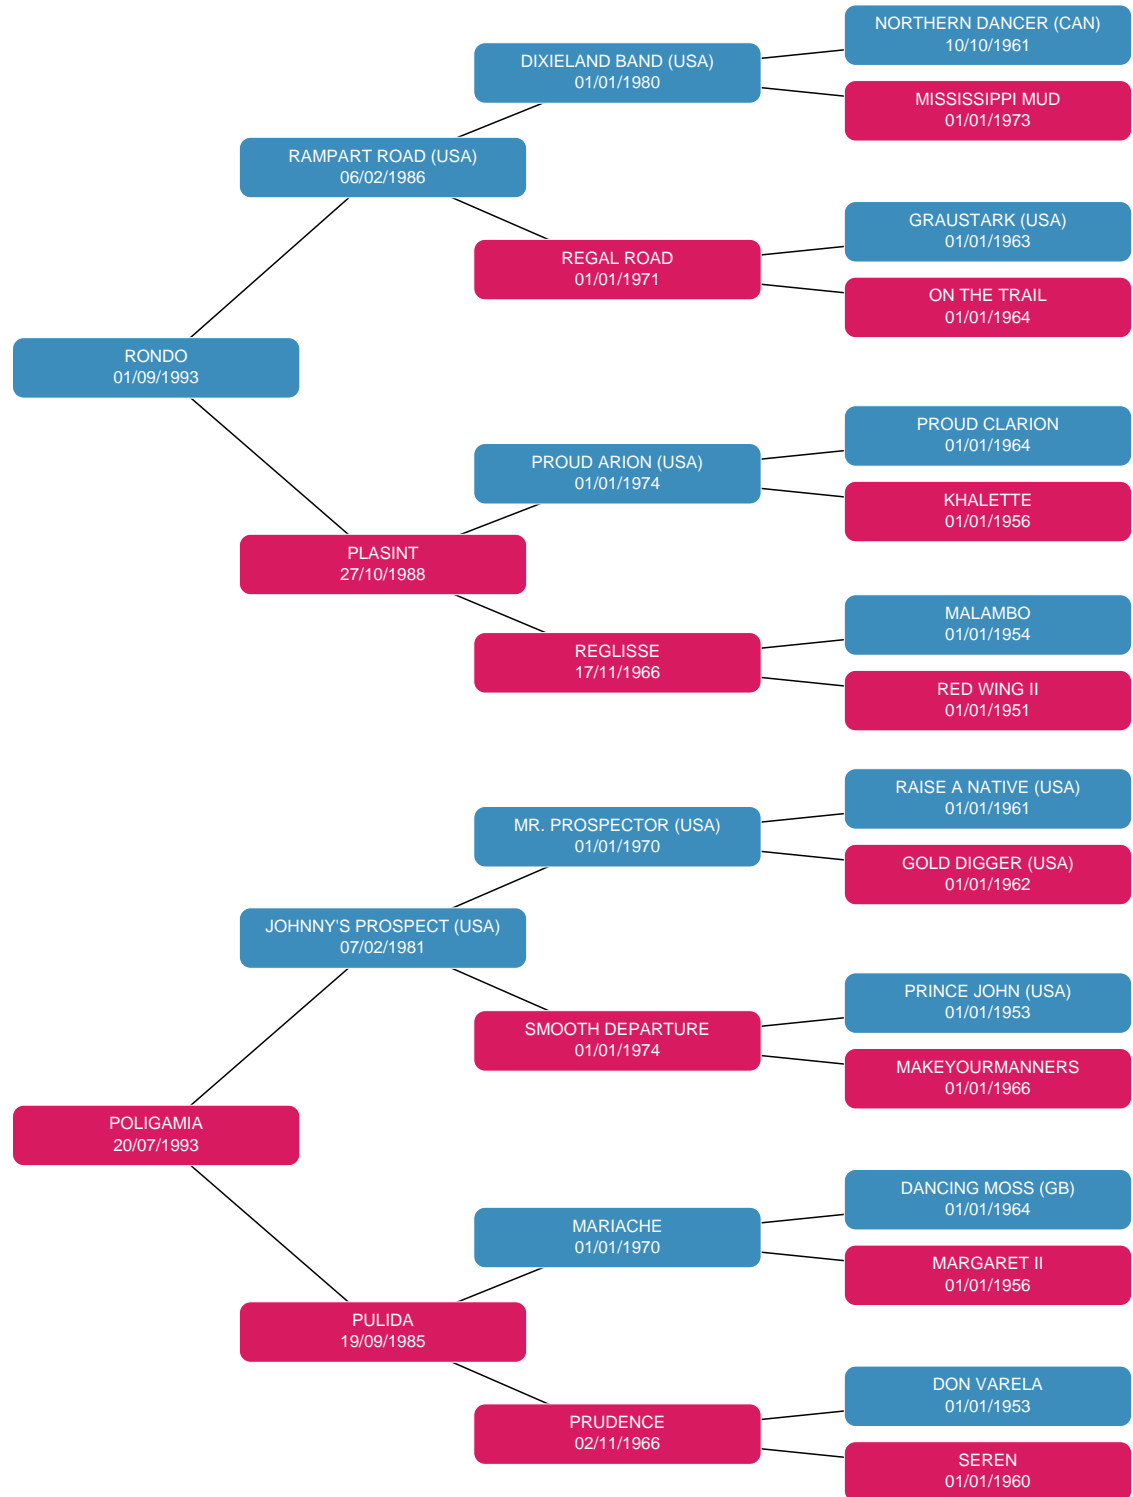 NORTHERN DANCER (CAN)
10/10/1961
DIXIELAND BAND (USA)
01/01/1980
MISSISSIPPI MUD
01/01/1973
RAMPART ROAD (USA)
06/02/1986
GRAUSTARK (USA)
01/01/1963
REGAL ROAD
01/01/1971
ON THE TRAIL
01/01/1964
RONDO
01/09/1993
PROUD CLARION
01/01/1964
PROUD ARION (USA)
01/01/1974
KHALETTE
01/01/1956
PLASINT
27/10/1988
MALAMBO
01/01/1954
REGLISSE
17/11/1966
RED WING II
01/01/1951
RAISE A NATIVE (USA)
01/01/1961
MR. PROSPECTOR (USA)
01/01/1970
GOLD DIGGER (USA)
01/01/1962
JOHNNY'S PROSPECT (USA)
07/02/1981
PRINCE JOHN (USA)
01/01/1953
SMOOTH DEPARTURE
01/01/1974
MAKEYOURMANNERS
01/01/1966
POLIGAMIA
20/07/1993
DANCING MOSS (GB)
01/01/1964
MARIACHE
01/01/1970
MARGARET II
01/01/1956
PULIDA
19/09/1985
DON VARELA
01/01/1953
PRUDENCE
02/11/1966
SEREN
01/01/1960